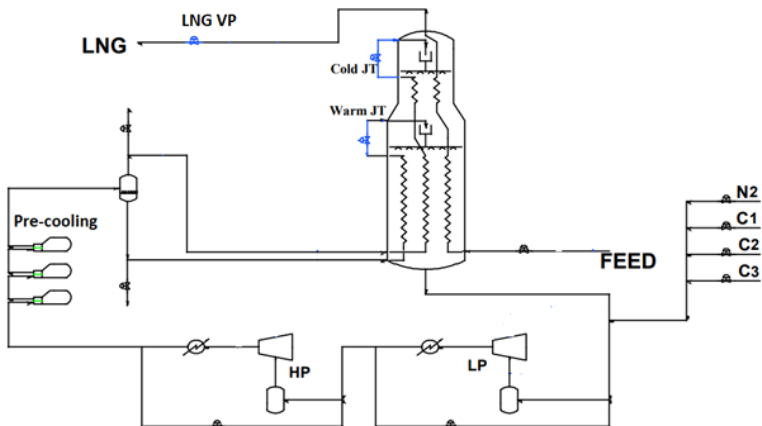 LNG VP
LNG
Cold JT
Warm JT
Pre-cooling
N2
C1
C2
FEED
C3
HP
LP